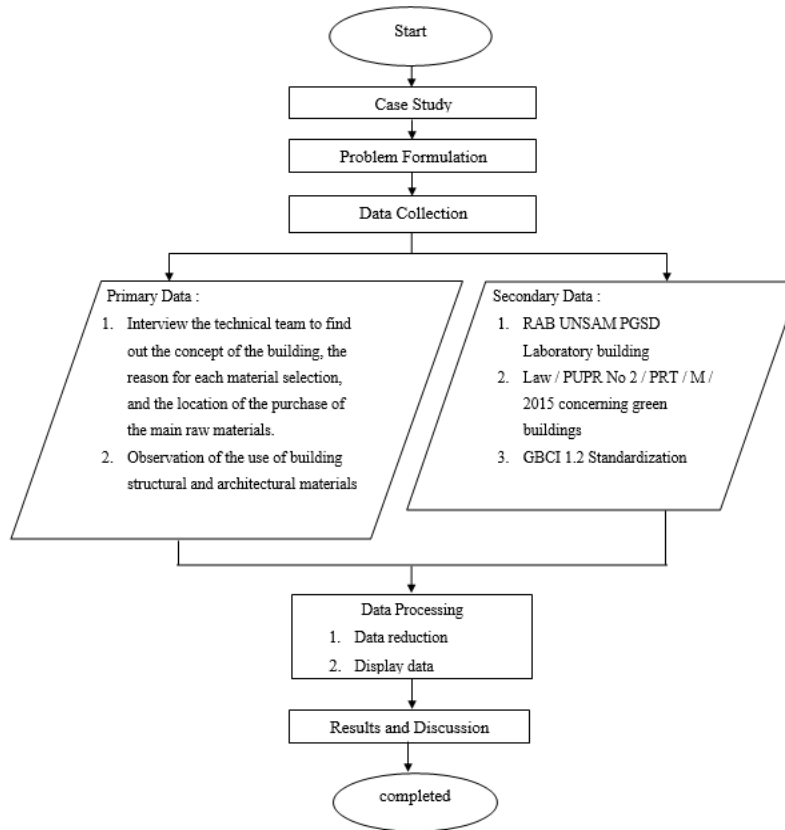 Start
Case Study
Problem Formulation
Data Collection
Primary Data :
1. Interview the technical team to find
out the concept of the building, the
reason for each material selection,
and the location of the purchase of
the main raw materials.
2. Observation of the use of building
structural and architectural materials
Secondary Data :
1. RAB UNSAM PGSD
Laboratory building
2. Law / PUPR No 2 / PRT / M /
2015 concerning green
buildings
3. GBCI 1.2 Standardization
Data Processing
1. Data reduction
2. Display data
Results and Discussion
completed